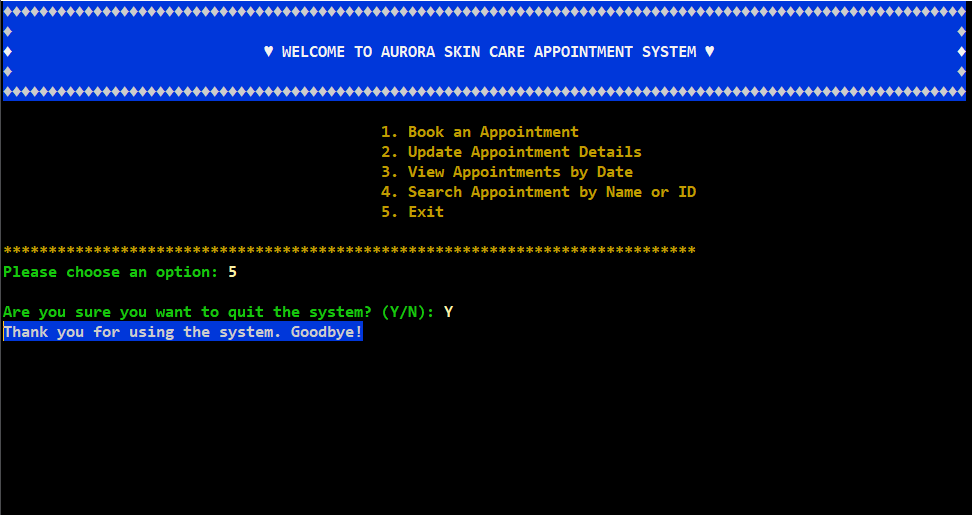 ♦♦♦♦♦♦♦♦♦♦♦♦♦♦♦♦♦♦♦♦♦♦♦♦♦♦♦♦♦♦♦♦♦♦♦♦♦♦♦♦♦♦♦♦♦♦♦♦♦♦♦♦♦♦♦♦♦♦♦♦♦♦♦♦♦♦♦♦♦♦♦♦♦♦♦♦♦♦♦♦♦♦♦♦♦♦♦♦♦♦♦♦♦♦♦♦♦♦♦♦♦♦♦♦♦♦♦
♦ ♦
♦ ♥ WELCOME TO AURORA SKIN CARE APPOINTMENT SYSTEM ♥ ♦
♦ ♦
♦♦♦♦♦♦♦♦♦♦♦♦♦♦♦♦♦♦♦♦♦♦♦♦♦♦♦♦♦♦♦♦♦♦♦♦♦♦♦♦♦♦♦♦♦♦♦♦♦♦♦♦♦♦♦♦♦♦♦♦♦♦♦♦♦♦♦♦♦♦♦♦♦♦♦♦♦♦♦♦♦♦♦♦♦♦♦♦♦♦♦♦♦♦♦♦♦♦♦♦♦♦♦♦♦♦♦
1. Book an Appointment
2. Update Appointment Details
3. View Appointments by Date
4. Search Appointment by Name or ID
5. Exit
*****************************************************************************
Please choose an option: 5
Are you sure you want to quit the system? (Y/N): Y
Thank you for using the system. Goodbye!